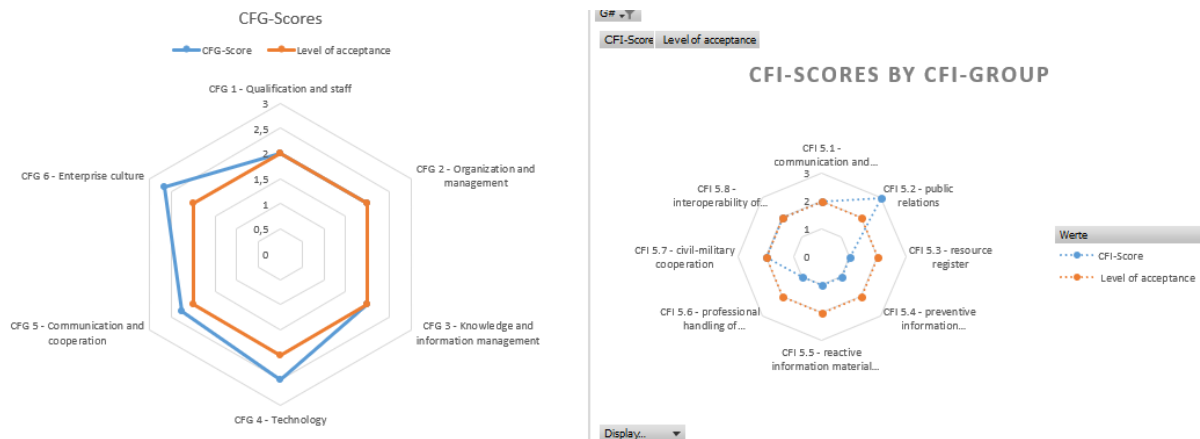 CFG-Scores
CFG-Score
Level of acceptance
CFG 1 - Qualification and staff
3
2,5
2
1,5
1
0,5
0
CFG 6 - Enterprise culture
CFG 2 - Organization and
management
CFG 5 - Communication and
cooperation
CFG 3 - Knowledge and
information management
CFG 4 - Technology
G#
CFI-Score
Level of acceptance
CFI-SCORES BY CFI-GROUP
CFI 5.1 -
communication and...
3
2
1
0
CFI 5.8 -
interoperability of...
CFI 5.2 - public
relations
CFI 5.7 - civil-military
cooperation
CFI 5.3 - resource
register
CFI 5.6 - professional
handling of...
CFI 5.4 - preventive
information...
CFI 5.5 - reactive
information material...
Werte
CFI-Score
Level of acceptance
Display...